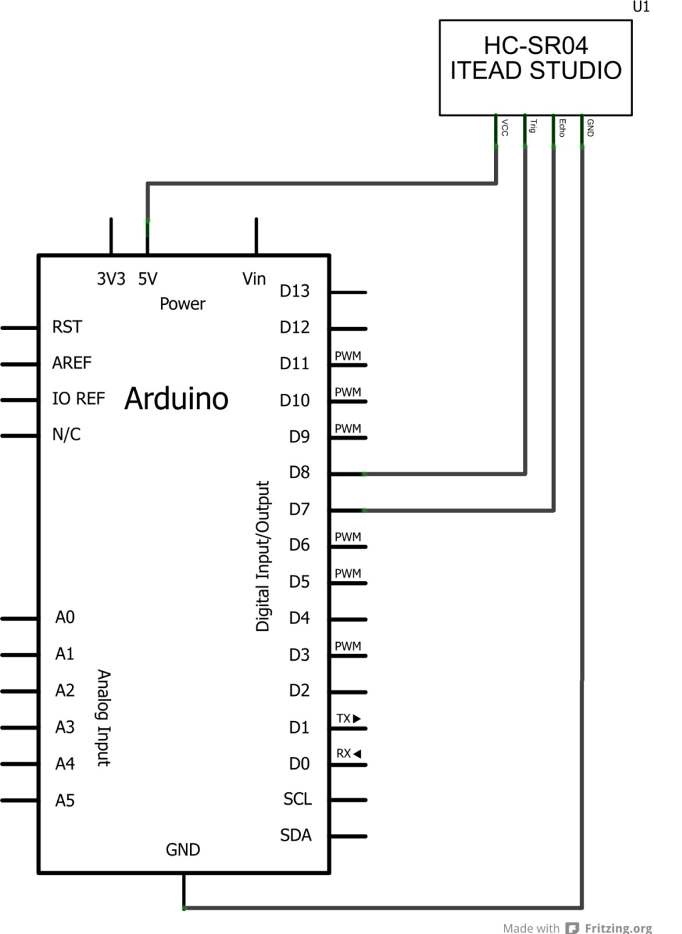 U1
HC-SR04
ITEAD STUDIO
VCC
Trig
Echo
GND
3V3 5V Vin
Power
D13
RST
D12
AREF
D11 PWM
IO REF
Arduino
D10 PWM
N/C
D9 PWM
D8
D7
Digital Input/Output
D6 PWM
D5 PWM
A0
D4
A1
D3 PWM
A2
D2
Analog Input
A3
D1 TX
A4
D0 RX
A5
SCL
SDA
GND
Made with Fritzing.org